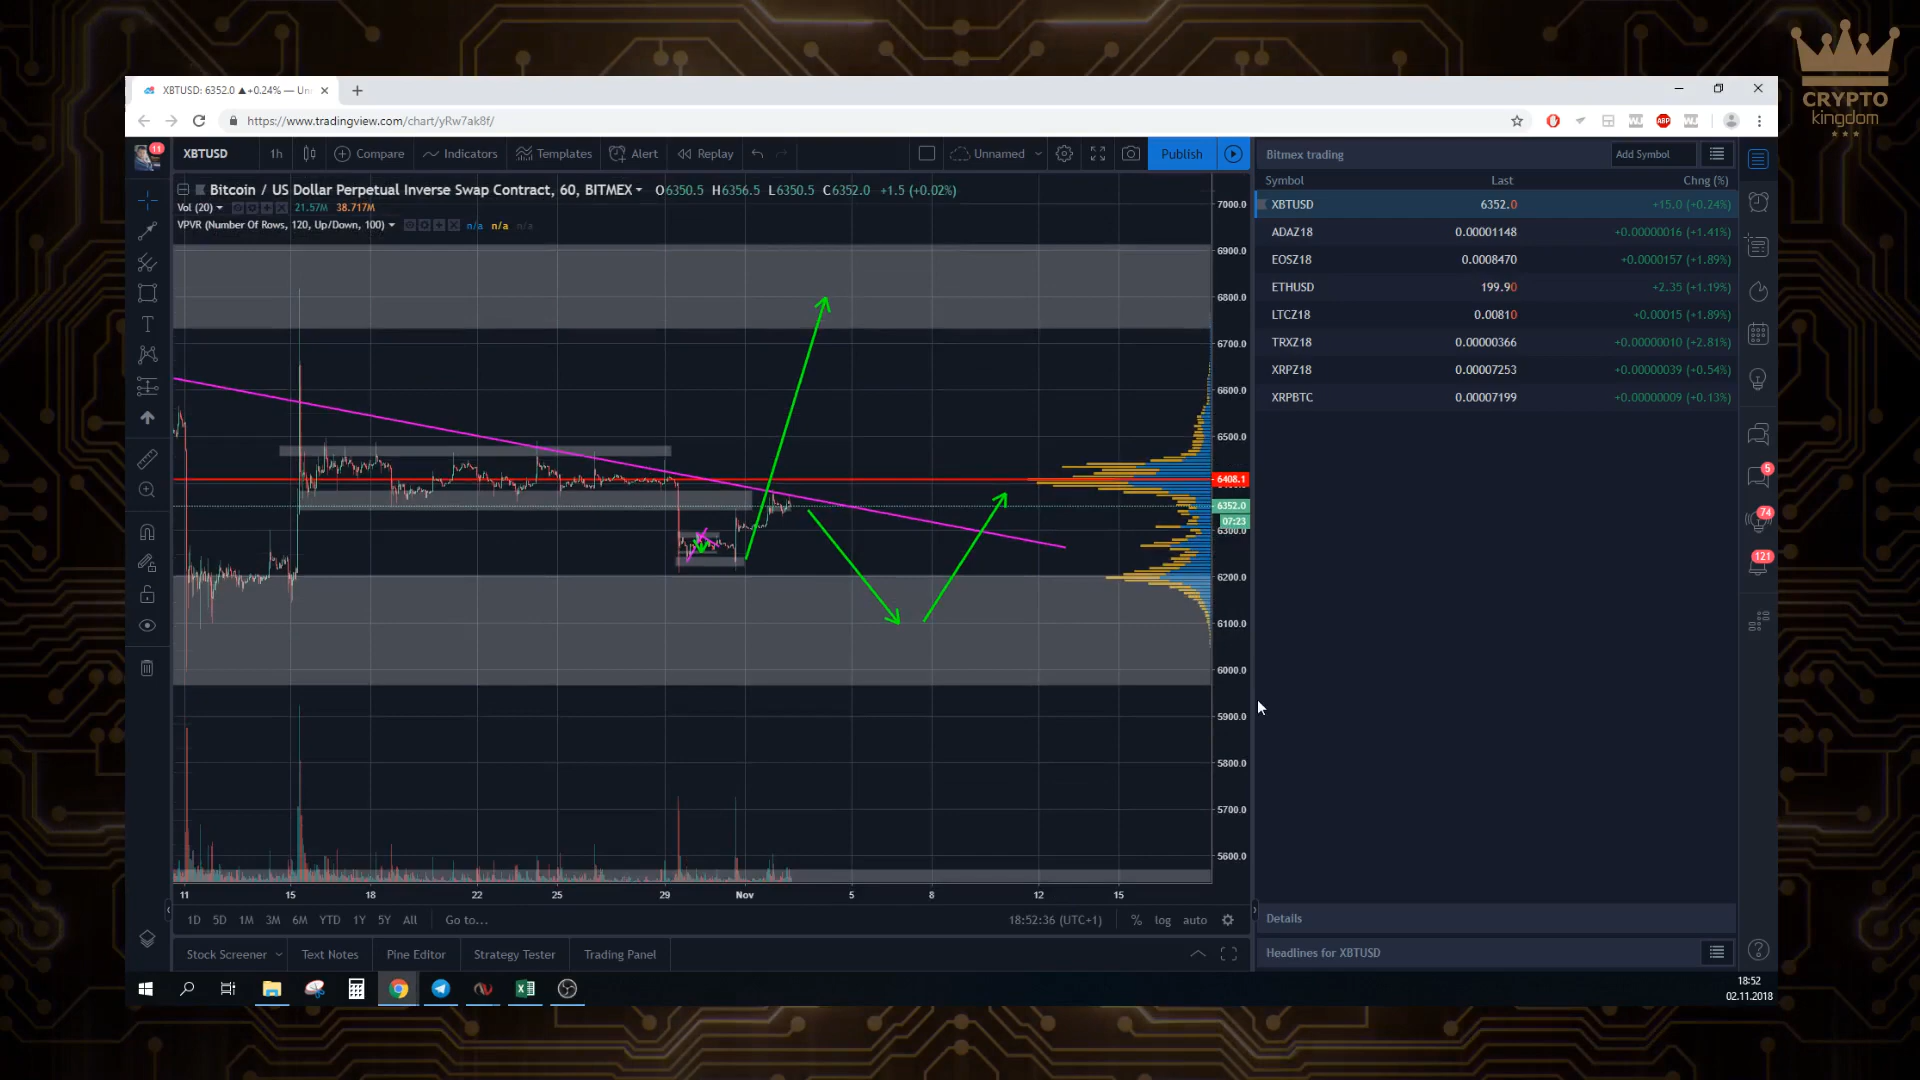 CRYPTO
kingdom
XBTUSD: 6352.0 ▲+0.24% — Un
https://www.tradingview.com/chart/yRw7ak8f/
11
XBTUSD
1h
Compare
Indicators
Templates
Alert
Replay
Unnamed
Publish
Bitcoin / US Dollar Perpetual Inverse Swap Contract, 60, BITMEX
O6350.5 H6356.5 L6350.5 C6352.0 +1.5 (+0.02%)
Vol (20)
21.57M 38.717M
VPVR (Number Of Rows, 120, Up/Down, 100)
n/a n/a n/a
7000.0
6900.0
6800.0
6700.0
6600.0
6500.0
6408.1
6352.0
07:23
6300.0
6200.0
6100.0
6000.0
5900.0
5800.0
5700.0
5600.0
11 15 18 22 25 29 Nov 5 8 12 15
1D 5D 1M 3M 6M YTD 1Y 5Y All Go to...
18:52:36 (UTC+1) % log auto
Stock Screener Text Notes Pine Editor Strategy Tester Trading Panel
Bitmex trading
Add Symbol
Symbol Last Chng (%)
XBTUSD 6352.0 +15.0 (+0.24%)
ADAZ18 0.00001148 +0.00000016 (+1.41%)
EOSZ18 0.0008470 +0.0000157 (+1.89%)
ETHUSD 199.90 +2.35 (+1.19%)
LTCZ18 0.00810 +0.00015 (+1.89%)
TRXZ18 0.00000366 +0.00000010 (+2.81%)
XRPZ18 0.00007253 +0.00000039 (+0.54%)
XRPBTC 0.00007199 +0.00000009 (+0.13%)
5
74
121
Details
Headlines for XBTUSD
ABP
18:52
02.11.2018